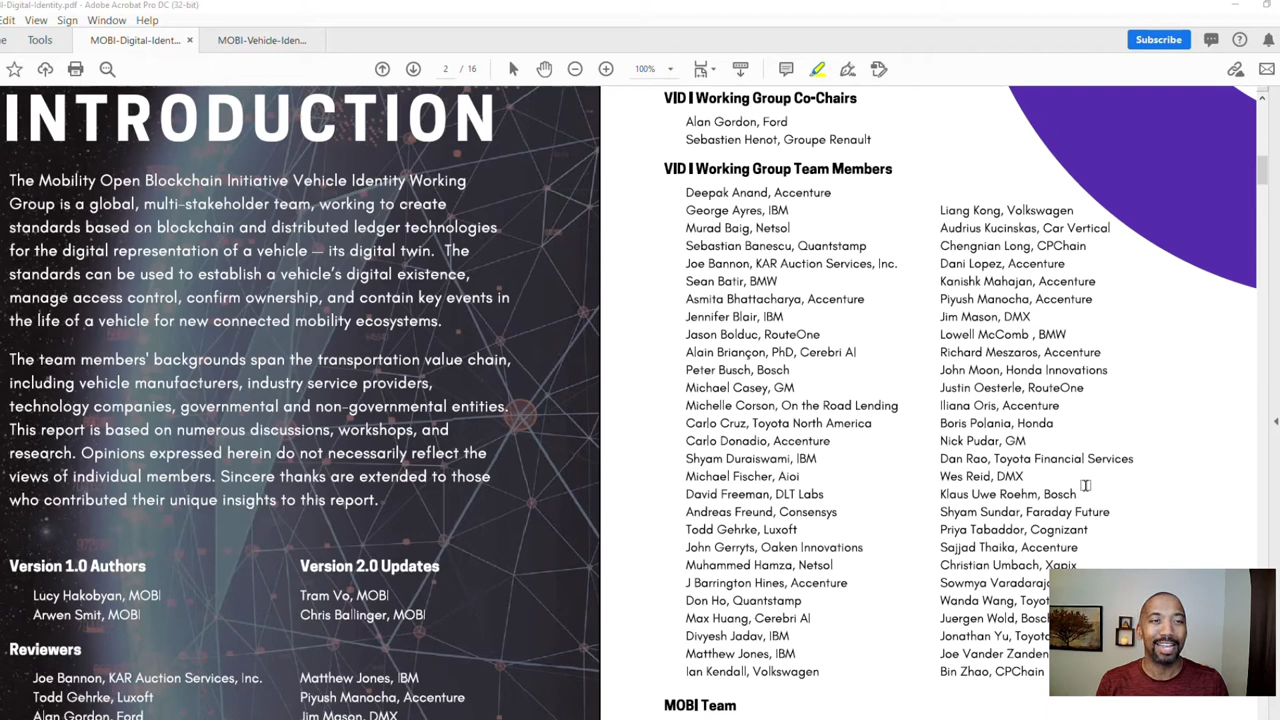 I-Digital-Identity.pdf - Adobe Acrobat Pro DC (32-bit)
Edit View Sign Window Help
Tools MOBI-Digital-Ident... × MOBI-Vehicle-Iden... Subscribe
2 / 16 100%
INTRODUCTION
The Mobility Open Blockchain Initiative Vehicle Identity Working
Group is a global, multi-stakeholder team, working to create
standards based on blockchain and distributed ledger technologies
for the digital representation of a vehicle — its digital twin. The
standards can be used to establish a vehicle's digital existence,
manage access control, confirm ownership, and contain key events in
the life of a vehicle for new connected mobility ecosystems.
The team members' backgrounds span the transportation value chain,
including vehicle manufacturers, industry service providers,
technology companies, governmental and non-governmental entities.
This report is based on numerous discussions, workshops, and
research. Opinions expressed herein do not necessarily reflect the
views of individual members. Sincere thanks are extended to those
who contributed their unique insights to this report.
Version 1.0 Authors
Lucy Hakobyan, MOBI
Arwen Smit, MOBI
Version 2.0 Updates
Tram Vo, MOBI
Chris Ballinger, MOBI
Reviewers
Joe Bannon, KAR Auction Services, Inc.
Todd Gehrke, Luxoft
Alan Gordon, Ford
Matthew Jones, IBM
Piyush Manocha, Accenture
Jim Mason, DMX
VID I Working Group Co-Chairs
Alan Gordon, Ford
Sebastien Henot, Groupe Renault
VID I Working Group Team Members
Deepak Anand, Accenture
George Ayres, IBM
Murad Baig, Netsol
Sebastian Banescu, Quantstamp
Joe Bannon, KAR Auction Services, Inc.
Sean Batir, BMW
Asmita Bhattacharya, Accenture
Jennifer Blair, IBM
Jason Bolduc, RouteOne
Alain Briançon, PhD, Cerebri AI
Peter Busch, Bosch
Michael Casey, GM
Michelle Corson, On the Road Lending
Carlo Cruz, Toyota North America
Carlo Donadio, Accenture
Shyam Duraiswami, IBM
Michael Fischer, Aioi
David Freeman, DLT Labs
Andreas Freund, Consensys
Todd Gehrke, Luxoft
John Gerryts, Oaken Innovations
Muhammed Hamza, Netsol
J Barrington Hines, Accenture
Don Ho, Quantstamp
Max Huang, Cerebri AI
Divyesh Jadav, IBM
Matthew Jones, IBM
Ian Kendall, Volkswagen
Liang Kong, Volkswagen
Audrius Kucinskas, Car Vertical
Chengnian Long, CPChain
Dani Lopez, Accenture
Kanishk Mahajan, Accenture
Piyush Manocha, Accenture
Jim Mason, DMX
Lowell McComb , BMW
Richard Meszaros, Accenture
John Moon, Honda Innovations
Justin Oesterle, RouteOne
Iliana Oris, Accenture
Boris Polania, Honda
Nick Pudar, GM
Dan Rao, Toyota Financial Services
Wes Reid, DMX
Klaus Uwe Roehm, Bosch
Shyam Sundar, Faraday Future
Priya Tabaddor, Cognizant
Sajjad Thaika, Accenture
Christian Umbach, Xapix
Sowmya
Wanda Wang,
Juergen Wold,
Jonathan Yu,
Joe Vander Zanden
Bin Zhao, CPChain
MOBI Team